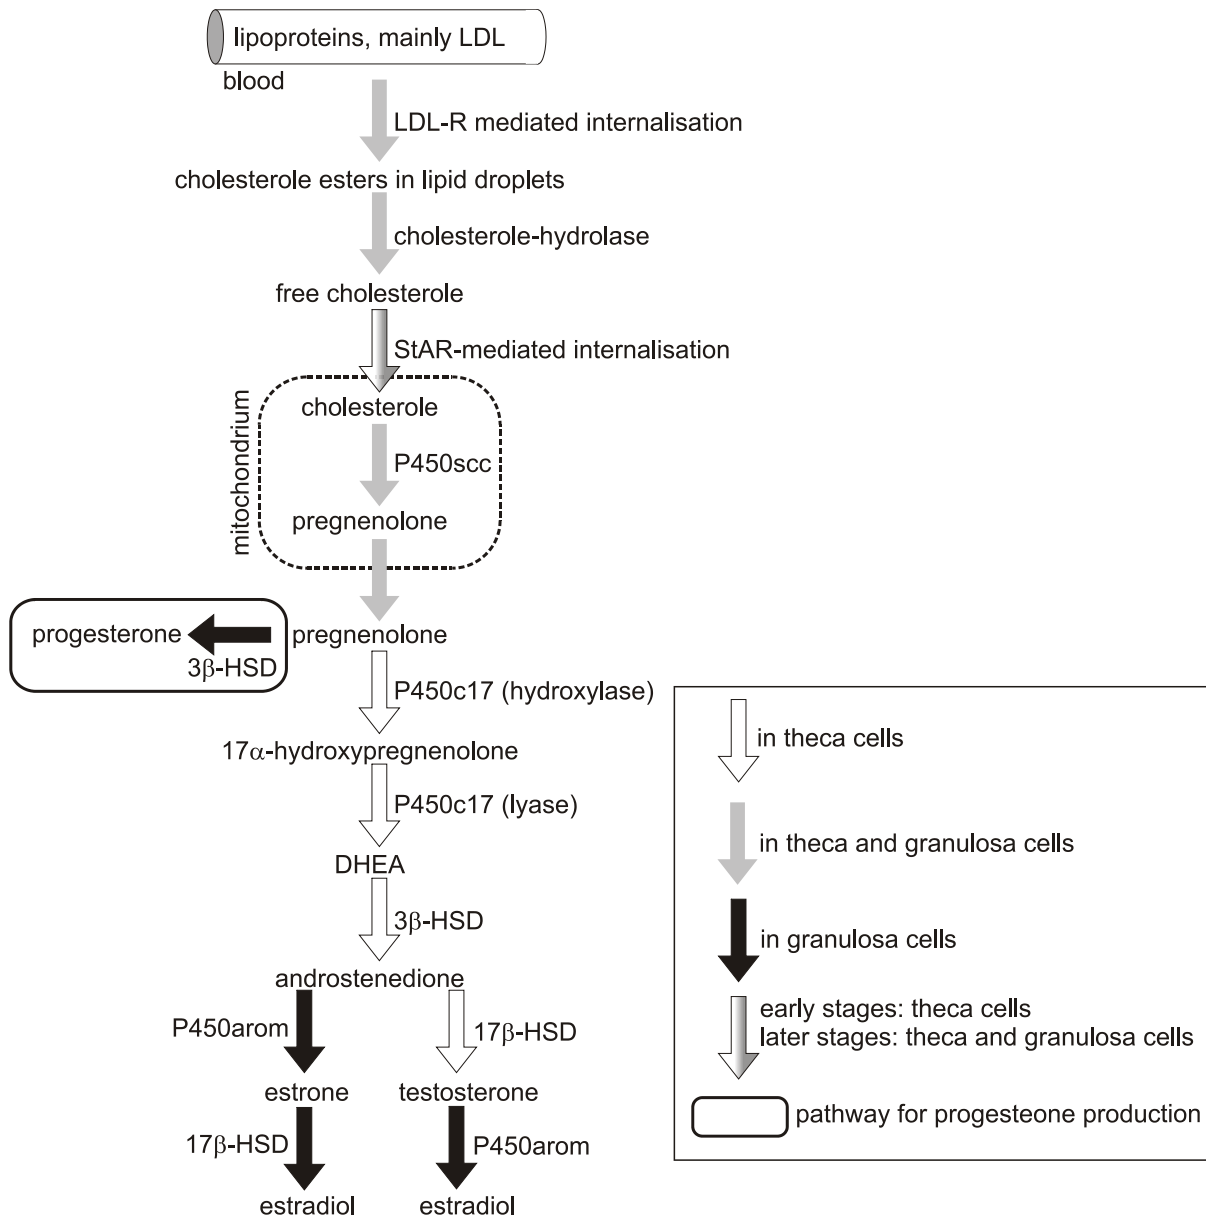 lipoproteins, mainly LDL
blood
LDL-R mediated internalisation
cholesterole esters in lipid droplets
cholesterole-hydrolase
free cholesterole
StAR-mediated internalisation
mitochondrium
cholesterole
P450scc
pregnenolone
progesterone
pregnenolone
3β-HSD
P450c17 (hydroxylase)
17α-hydroxypregnenolone
P450c17 (lyase)
DHEA
3β-HSD
androstenedione
P450arom
17β-HSD
estrone
testosterone
17β-HSD
P450arom
estradiol
estradiol
in theca cells
in theca and granulosa cells
in granulosa cells
early stages: theca cells
later stages: theca and granulosa cells
pathway for progesteone production